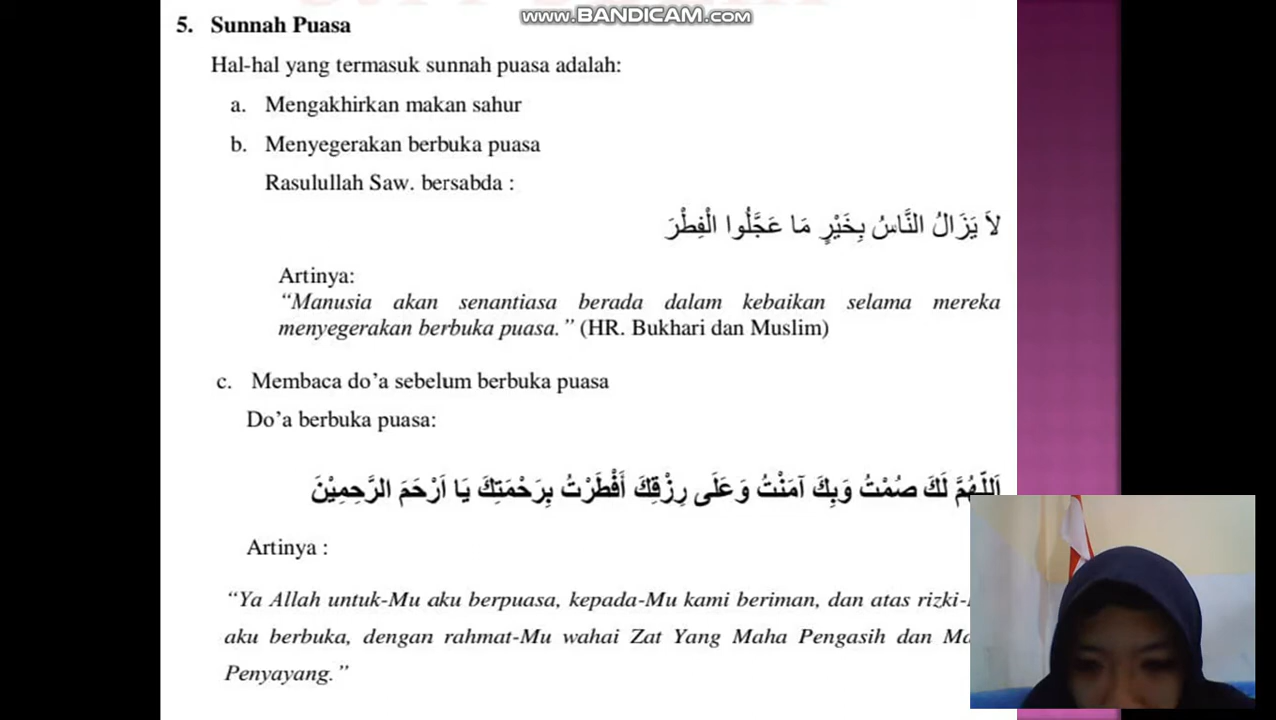 www.BANDICAM.com
5. Sunnah Puasa
Hal-hal yang termasuk sunnah puasa adalah:
a. Mengakhirkan makan sahur
b. Menyegerakan berbuka puasa
Rasulullah Saw. bersabda :
لاَ يَزَالُ النَّاسُ بِخَيْرٍ مَا عَجَّلُوا الْفِطْرَ
Artinya:
“Manusia akan senantiasa berada dalam kebaikan selama mereka
menyegerakan berbuka puasa.” (HR. Bukhari dan Muslim)
c. Membaca do’a sebelum berbuka puasa
Do’a berbuka puasa:
اَللّهُمَّ لَكَ صُمْتُ وَبِكَ آمَنْتُ وَعَلَى رِزْقِكَ أَفْطَرْتُ بِرَحْمَتِكَ يَا اَرْحَمَ الرَّحِمِيْنَ
Artinya :
“Ya Allah untuk-Mu aku berpuasa, kepada-Mu kami beriman, dan atas rizki-
aku berbuka, dengan rahmat-Mu wahai Zat Yang Maha Pengasih dan
Penyayang.”